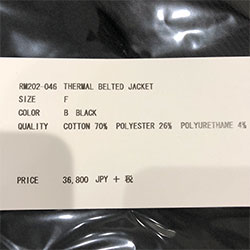 RM202-046 THERMAL BELTED JACKET
SIZE F
COLOR B BLACK
QUALITY COTTON 70% POLYESTER 26% POLYURETHANE 4%
PRICE 36,800 JPY + 税